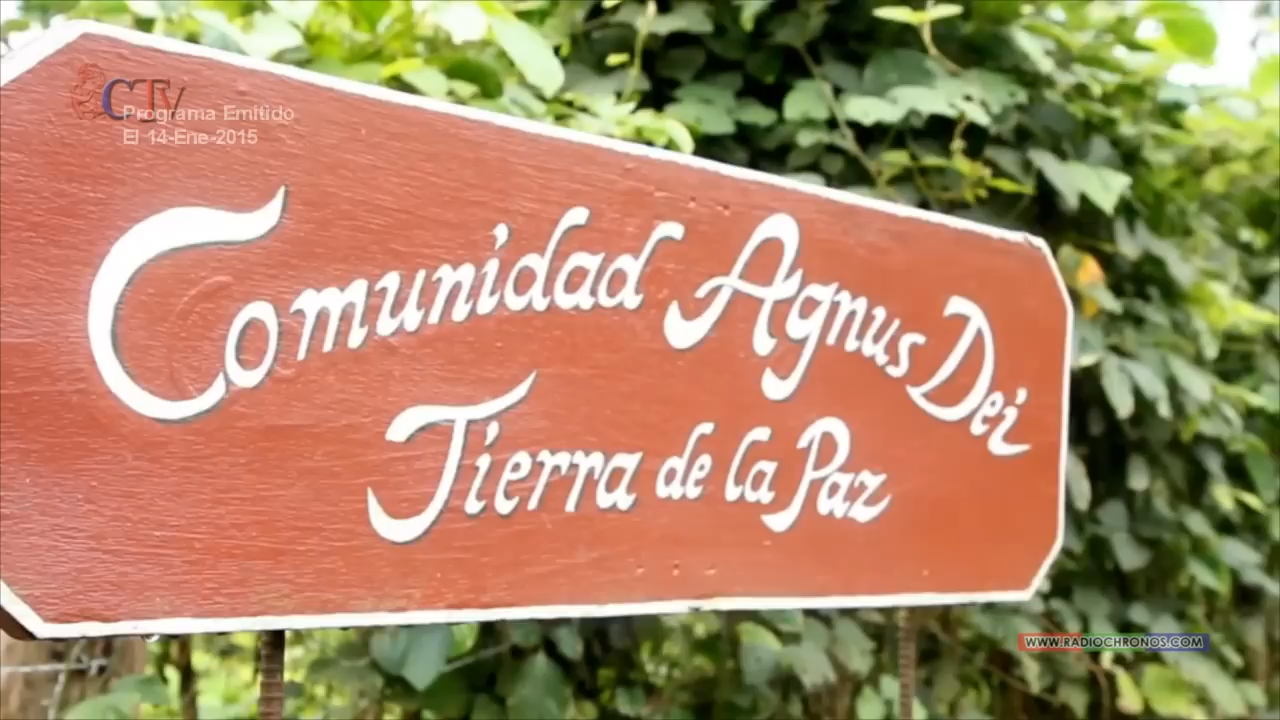 CTV
Programa Emitido
El 14-Ene-2015
Comunidad Agnus Dei
Tierra de la Paz
WWW.RADIOCHRONOS.COM